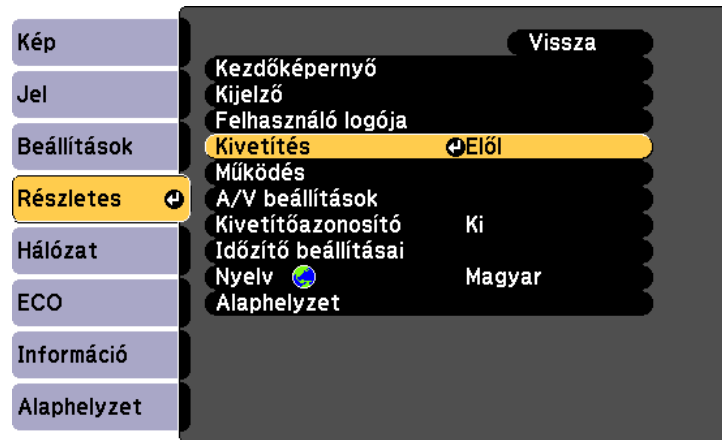 Kép
Jel
Beállítások
Részletes
Hálózat
ECO
Információ
Alaphelyzet
Vissza
Kezdőképernyő
Kijelző
Felhasználó logója
Kivetítés Elől
Működés
A/V beállítások
Kivetítőazonosító Ki
Időzítő beállításai
Nyelv Magyar
Alaphelyzet